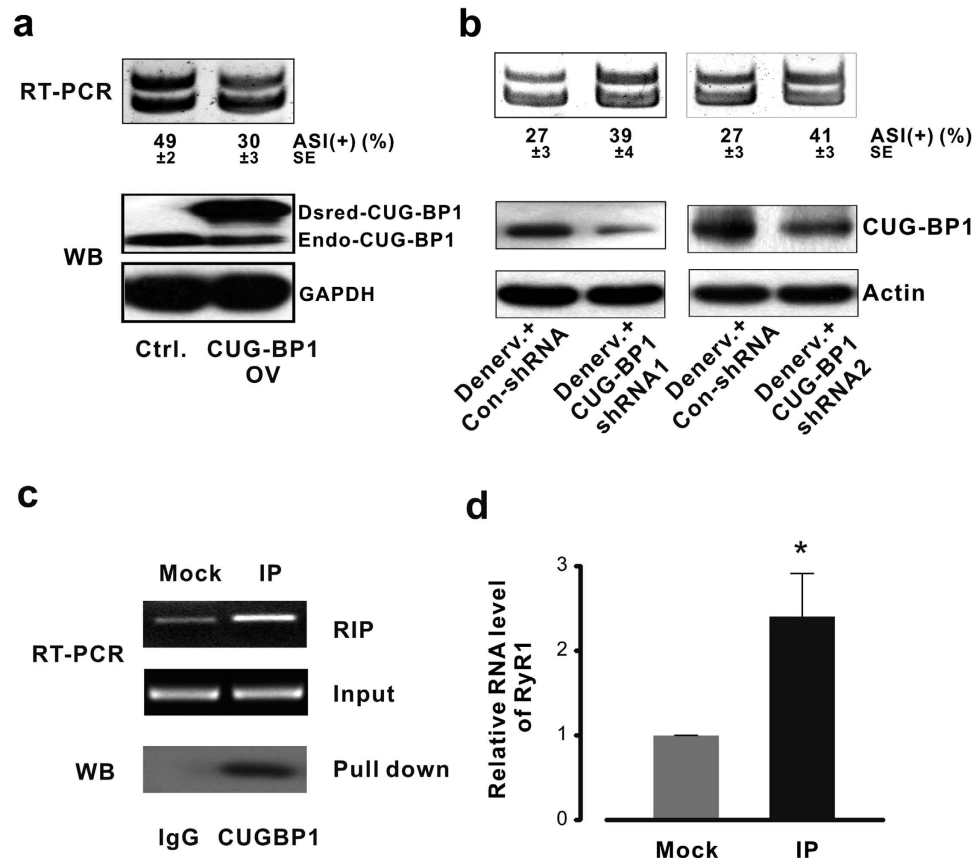 a
RT-PCR
49 30 ASI(+) (%)
±2 ±3 SE
WB
Dsred-CUG-BP1
Endo-CUG-BP1
GAPDH
Ctrl. CUG-BP1
OV
b
27 39 27 41 ASI(+) (%)
±3 ±4 ±3 ±3 SE
CUG-BP1
Actin
Denerv.+
Con-shRNA
Denerv.+
CUG-BP1
shRNA1
Denerv.+
Con-shRNA
Denerv.+
CUG-BP1
shRNA2
c
Mock IP
RT-PCR
RIP
Input
WB
Pull down
IgG CUGBP1
d
Relative RNA level
of RyR1
3
2
1
0
*
Mock IP